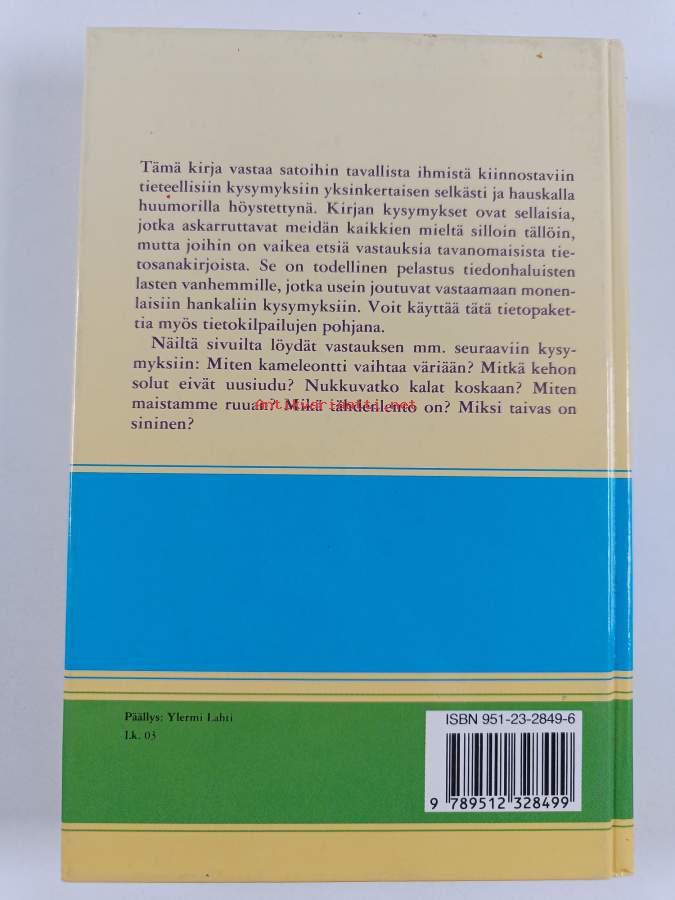 Tämä kirja vastaa satoihin tavallista ihmistä kiinnostaviin
tieteellisiin kysymyksiin yksinkertaisen selkästi ja hauskalla
huumorilla höystettynä. Kirjan kysymykset ovat sellaisia,
jotka askarruttavat meidän kaikkien mieltä silloin tällöin,
mutta joihin on vaikea etsiä vastauksia tavanomaisista tie-
tosanakirjoista. Se on todellinen pelastus tiedonhaluisten
lasten vanhemmille, jotka usein joutuvat vastaamaan monen-
laisiin hankaliin kysymyksiin. Voit käyttää tätä tietopaket-
tia myös tietokilpailujen pohjana.
Näiltä sivuilta löydät vastauksen mm. seuraaviin kysy-
myksiin: Miten kameleontti vaihtaa väriään? Mitkä kehon
solut eivät uusiudu? Nukkuvatko kalat koskaan? Miten
maistamme ruuan? Mikä tähdenlento on? Miksi taivas on
antikvariaatti.net
sininen?
Päällys: Ylermi Lahti
Lk. 03
ISBN 951-23-2849-6
9 789512 328499